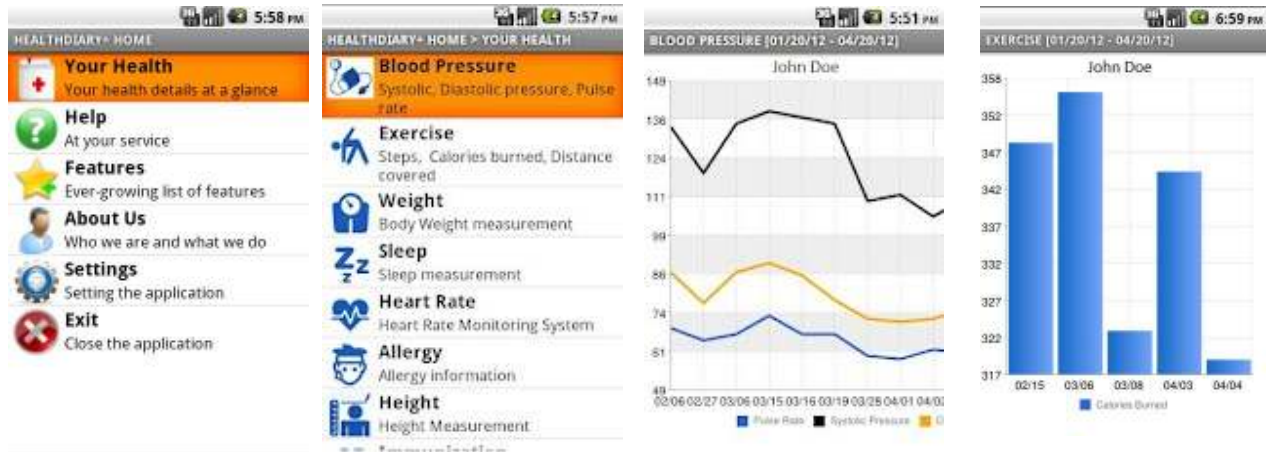 5:58 PM
HEALTHDIARY+ HOME
Your Health
Your health details at a glance
Help
At your service
Features
Ever-growing list of features
About Us
Who we are and what we do
Settings
Setting the application
Exit
Close the application
5:57 PM
HEALTHDIARY+ HOME > YOUR HEALTH
Blood Pressure
Systolic, Diastolic pressure, Pulse
rate
Exercise
Steps, Calories burned, Distance
covered
Weight
Body Weight measurement
Sleep
Sleep measurement
Heart Rate
Heart Rate Monitoring System
Allergy
Allergy information
Height
Height Measurement
5:51 PM
BLOOD PRESSURE [01/20/12 - 04/20/12]
John Doe
149
136
124
111
99
86
74
61
49
02/06 02/27 03/06 03/15 03/16 03/19 03/28 04/01 04/03
Pulse Rate Systolic Pressure
6:59 PM
EXERCISE [01/20/12 - 04/20/12]
John Doe
358
352
347
342
337
332
327
322
317
02/15 03/06 03/08 04/03 04/04
Calories Burned